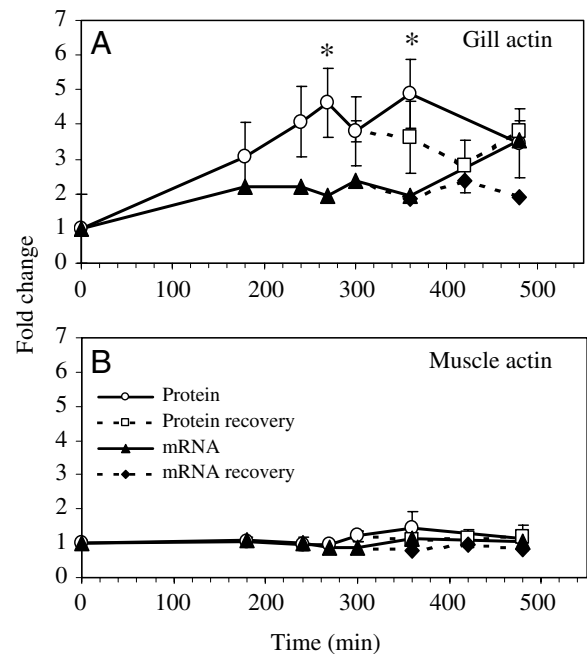 A
Gill actin
* *
7
6
5
4
3
2
1
0
0 100 200 300 400 500
Fold change
B
Muscle actin
7
6
5
4
3
2
1
0
Protein
Protein recovery
mRNA
mRNA recovery
0 100 200 300 400 500
Time (min)